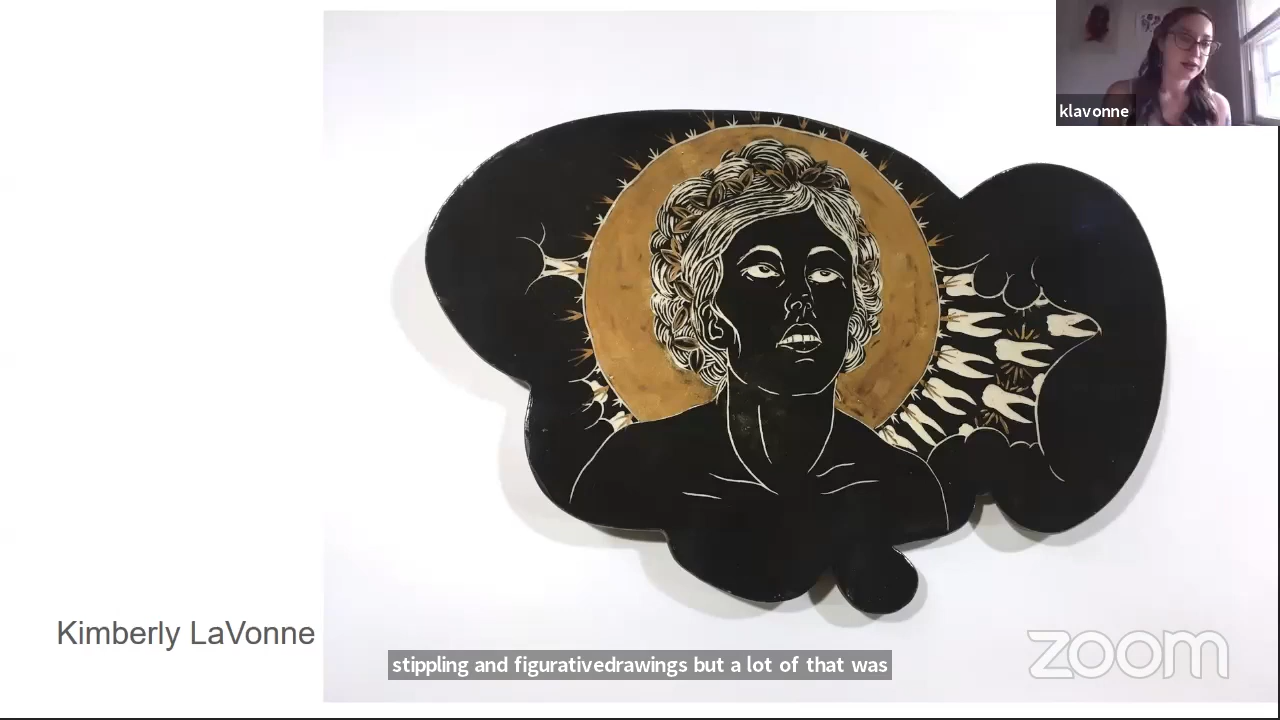 klavonne
Kimberly LaVonne
stippling and figurativedrawings but a lot of that was
zoom